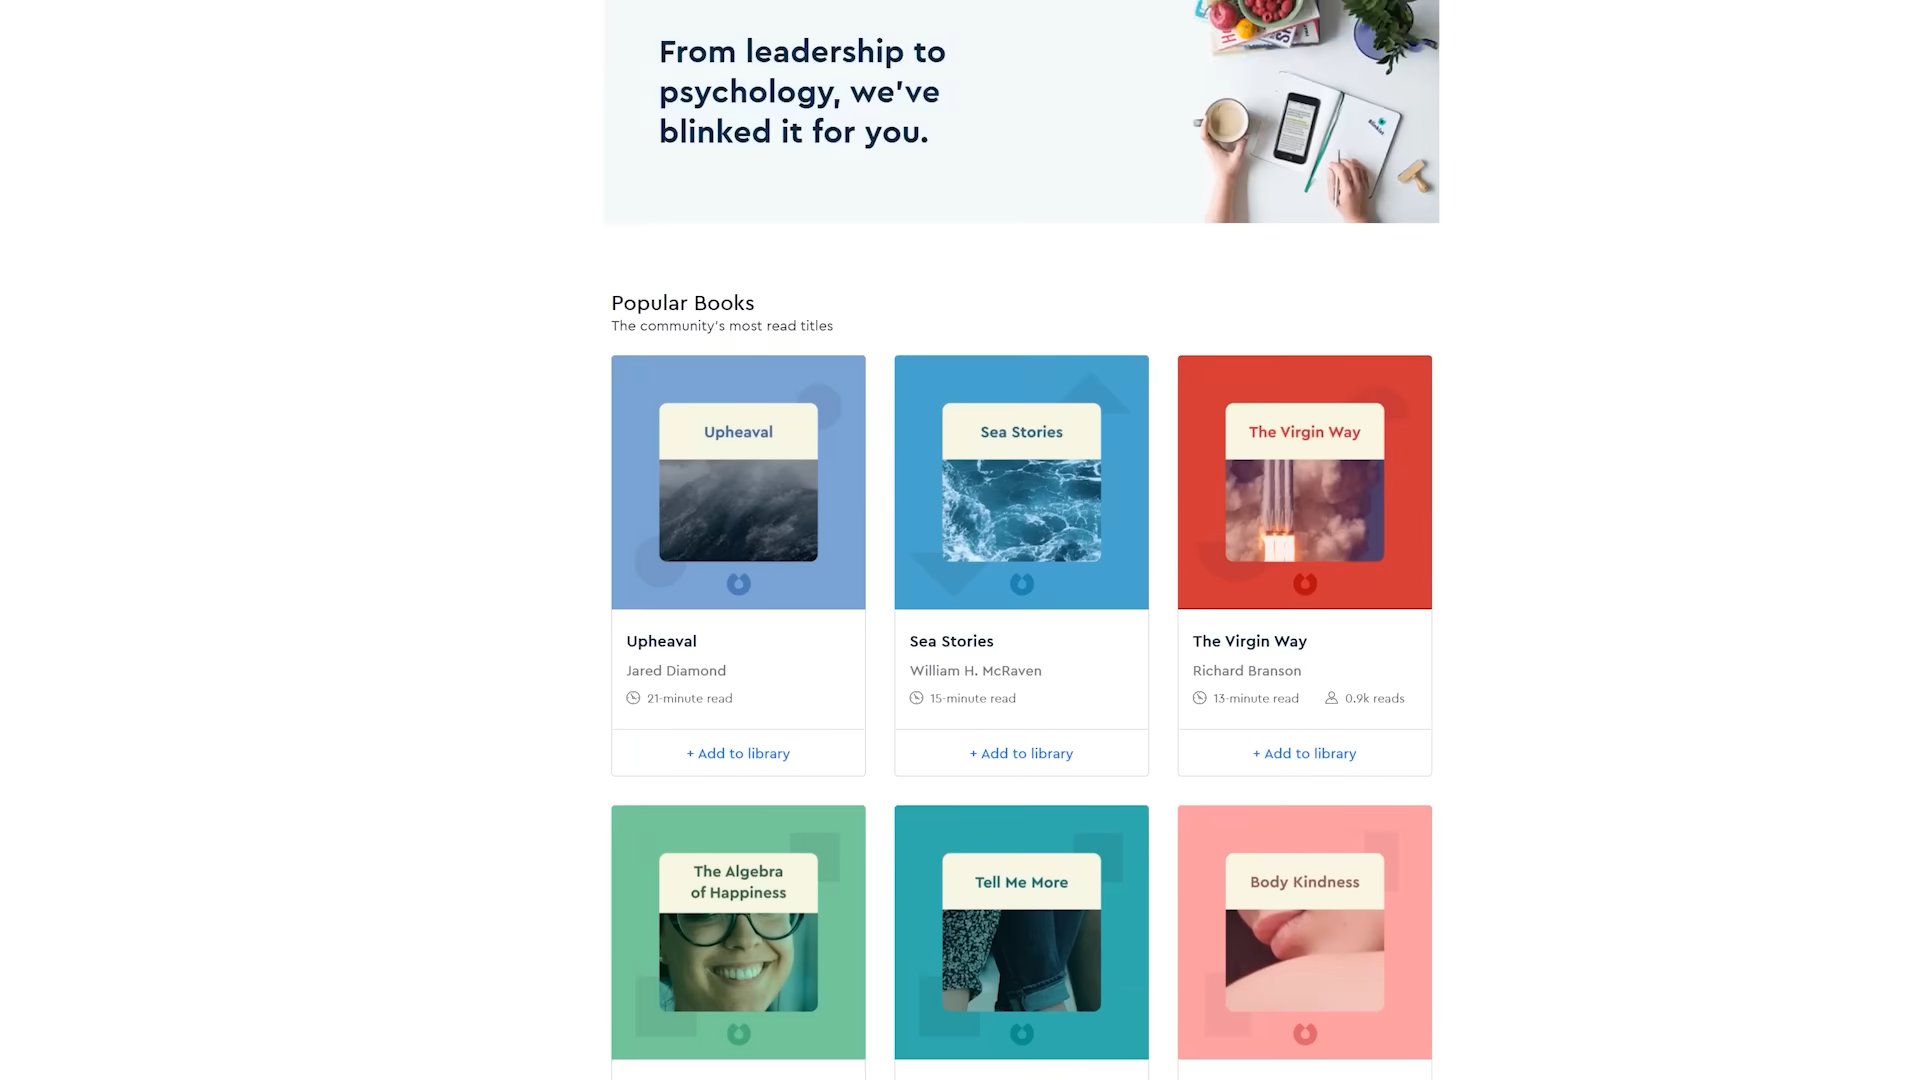 From leadership to
psychology, we've
blinked it for you.
Blinkist
Popular Books
The community's most read titles
Upheaval
Sea Stories
The Virgin Way
Upheaval
Jared Diamond
21-minute read
+ Add to library
Sea Stories
William H. McRaven
15-minute read
+ Add to library
The Virgin Way
Richard Branson
13-minute read 0.9k reads
+ Add to library
The Algebra
of Happiness
Tell Me More
Body Kindness